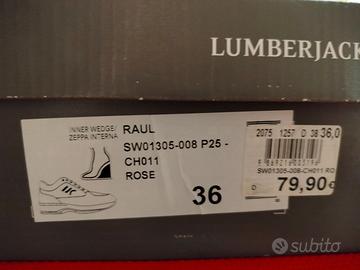 LUMBERJACK
INNER WEDGE/
ZEPPA INTERNA
RAUL
SW01305-008 P25 -
CH011
ROSE
36
2075 1257 D 38 36,0
SW01305-008-CH011 RO
79,90€
subito